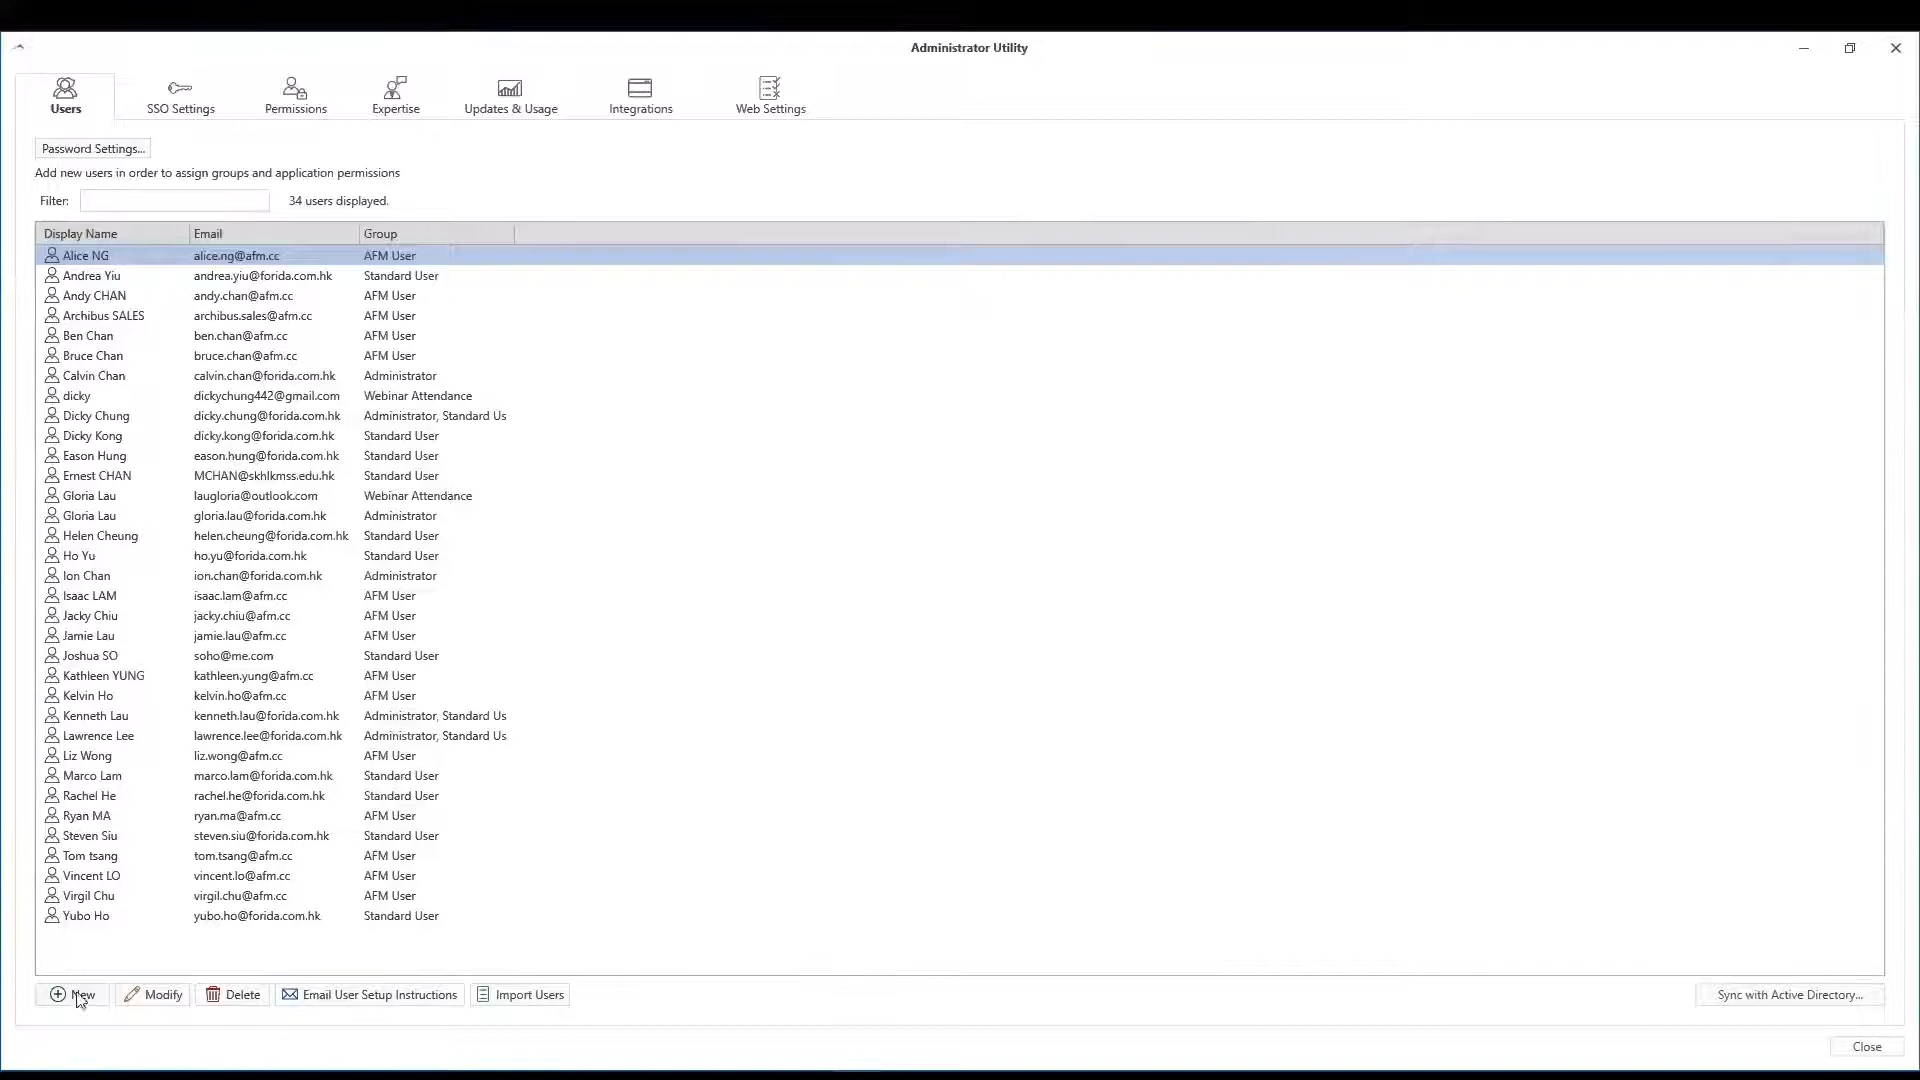 Administrator Utility
Users SSO Settings Permissions Expertise Updates & Usage Integrations Web Settings
Password Settings...
Add new users in order to assign groups and application permissions
Filter: 34 users displayed.
Display Name Email Group
Alice NG alice.ng@afm.cc AFM User
Andrea Yiu andrea.yiu@forida.com.hk Standard User
Andy CHAN andy.chan@afm.cc AFM User
Archibus SALES archibus.sales@afm.cc AFM User
Ben Chan ben.chan@afm.cc AFM User
Bruce Chan bruce.chan@afm.cc AFM User
Calvin Chan calvin.chan@forida.com.hk Administrator
dicky dickychung442@gmail.com Webinar Attendance
Dicky Chung dicky.chung@forida.com.hk Administrator, Standard Us
Dicky Kong dicky.kong@forida.com.hk Standard User
Eason Hung eason.hung@forida.com.hk Standard User
Ernest CHAN MCHAN@skhlkmss.edu.hk Standard User
Gloria Lau laugloria@outlook.com Webinar Attendance
Gloria Lau gloria.lau@forida.com.hk Administrator
Helen Cheung helen.cheung@forida.com.hk Standard User
Ho Yu ho.yu@forida.com.hk Standard User
Ion Chan ion.chan@forida.com.hk Administrator
Isaac LAM isaac.lam@afm.cc AFM User
Jacky Chiu jacky.chiu@afm.cc AFM User
Jamie Lau jamie.lau@afm.cc AFM User
Joshua SO soho@me.com Standard User
Kathleen YUNG kathleen.yung@afm.cc AFM User
Kelvin Ho kelvin.ho@afm.cc AFM User
Kenneth Lau kenneth.lau@forida.com.hk Administrator, Standard Us
Lawrence Lee lawrence.lee@forida.com.hk Administrator, Standard Us
Liz Wong liz.wong@afm.cc AFM User
Marco Lam marco.lam@forida.com.hk Standard User
Rachel He rachel.he@forida.com.hk Standard User
Ryan MA ryan.ma@afm.cc AFM User
Steven Siu steven.siu@forida.com.hk Standard User
Tom tsang tom.tsang@afm.cc AFM User
Vincent LO vincent.lo@afm.cc AFM User
Virgil Chu virgil.chu@afm.cc AFM User
Yubo Ho yubo.ho@forida.com.hk Standard User
New Modify Delete Email User Setup Instructions Import Users Sync with Active Directory...
Close